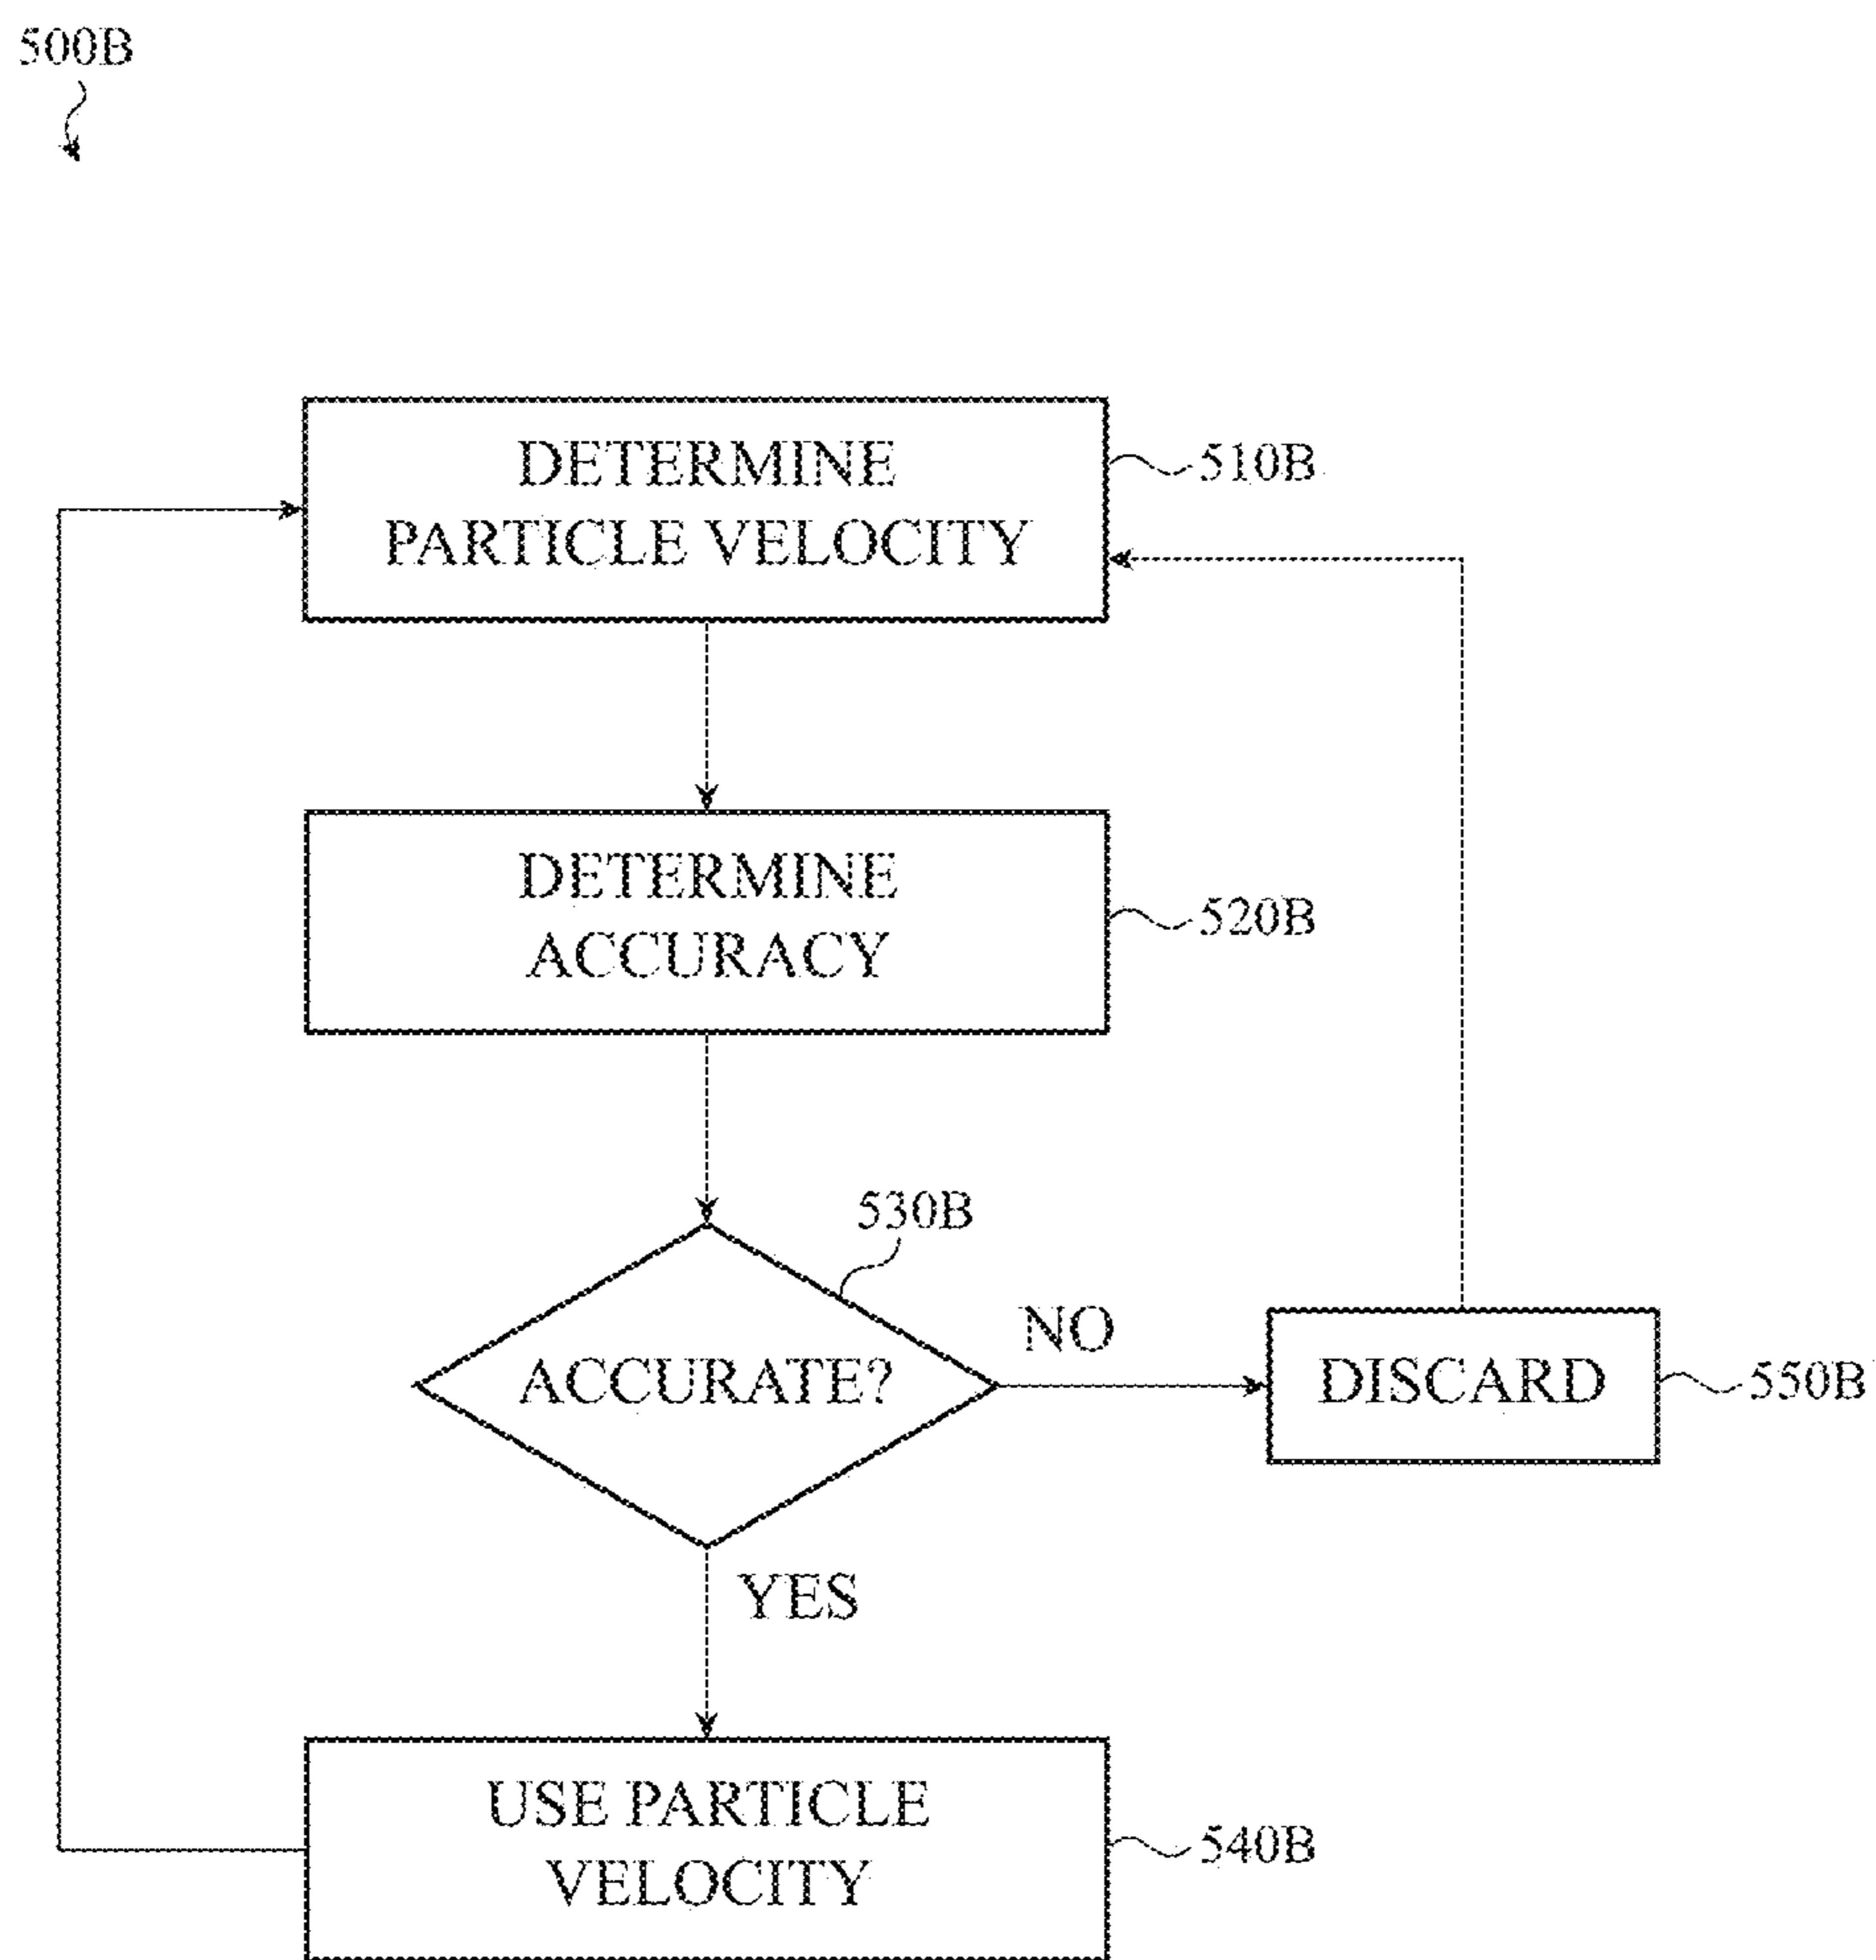 500B
DETERMINE
PARTICLE VELOCITY
510B
DETERMINE
ACCURACY
520B
530B
ACCURATE?
NO
DISCARD
550B
YES
USE PARTICLE
VELOCITY
540B